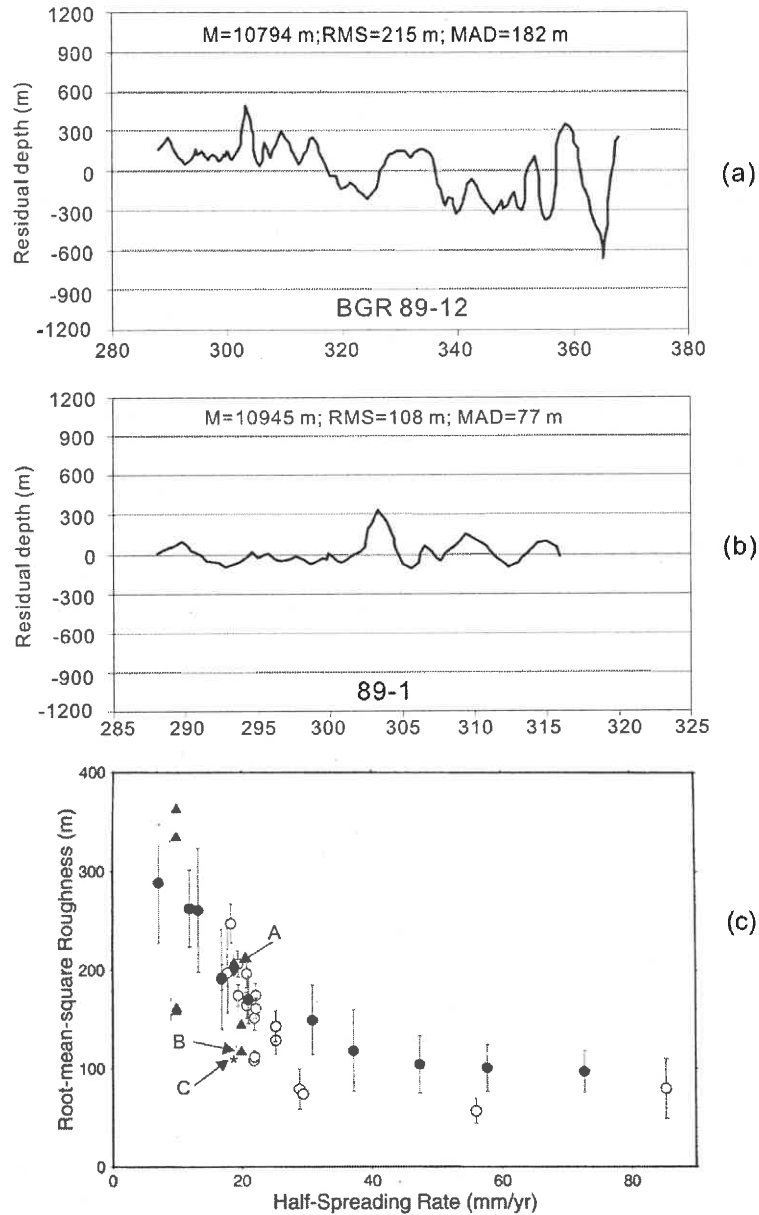 1200
900
600
300
0
-300
-600
-900
-1200
Residual depth (m)
M=10794 m;RMS=215 m; MAD=182 m
BGR 89-12
280 300 320 340 360 380
(a)
1200
900
600
300
0
-300
-600
-900
-1200
Residual depth (m)
M=10945 m; RMS=108 m; MAD=77 m
89-1
285 290 295 300 305 310 315 320 325
(b)
400
300
200
100
0
Root-mean-square Roughness (m)
A
B
C
0 20 40 60 80
Half-Spreading Rate (mm/yr)
(c)